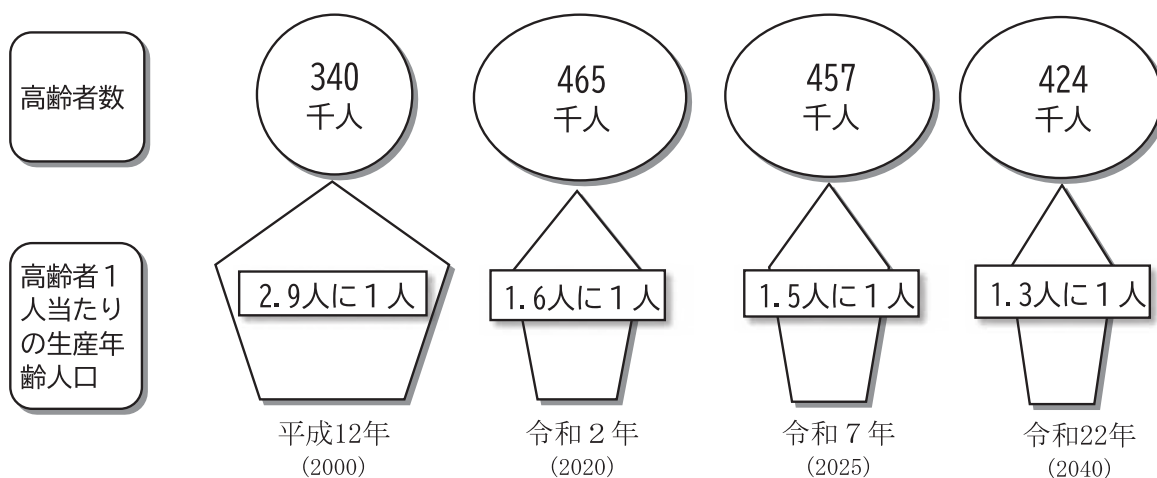 高齢者数
340
千人
465
千人
457
千人
424
千人
高齢者１
人当たり
の生産年
齢人口
2.9人に１人
1.6人に１人
1.5人に１人
1.3人に１人
平成12年
(2000)
令和２年
(2020)
令和７年
(2025)
令和22年
(2040)